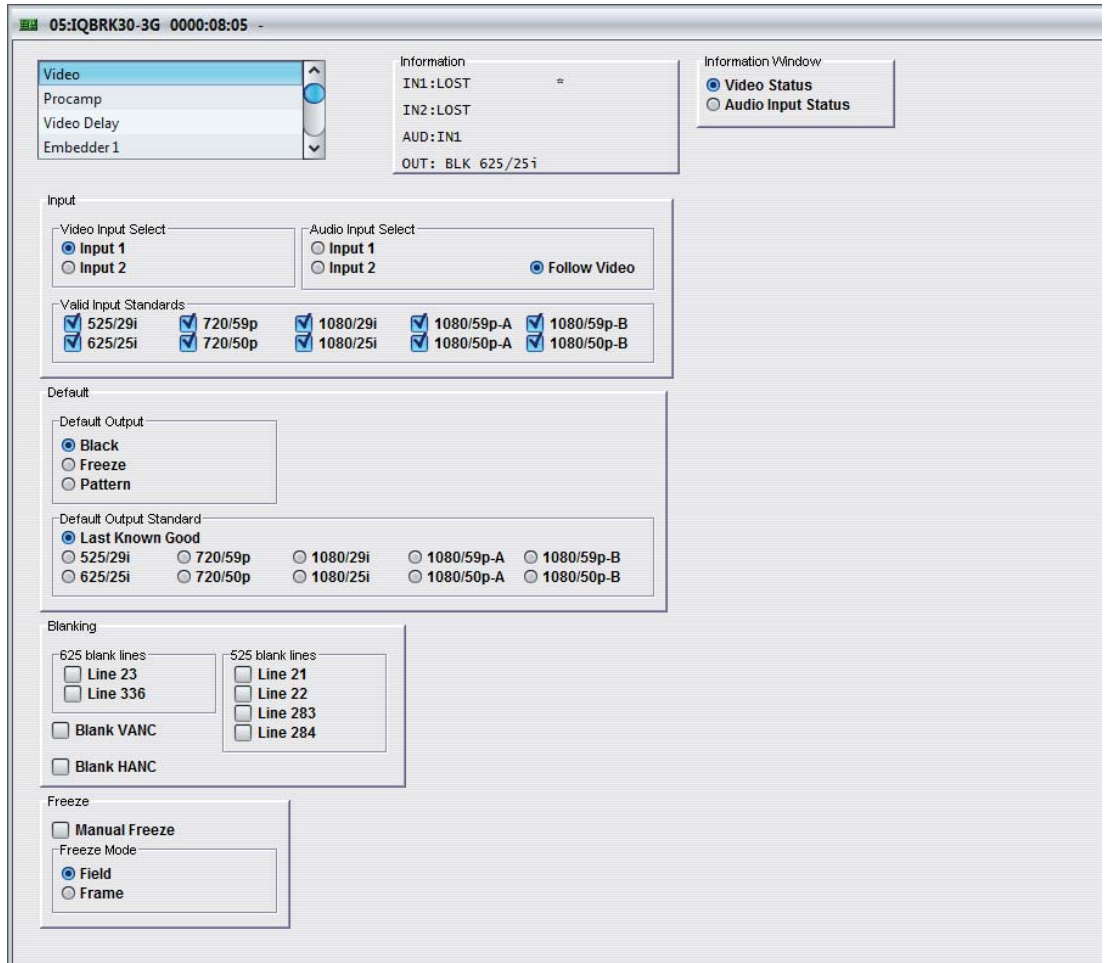 05:IQBRK30-3G 0000:08:05 -
Video
Procamp
Video Delay
Embedder 1
Information
IN1:LOST *
IN2:LOST
AUD:IN1
OUT: BLK 625/25i
Information Window
Video Status
Audio Input Status
Input
Video Input Select
Input 1
Input 2
Audio Input Select
Input 1
Input 2 Follow Video
Valid Input Standards
525/29i 720/59p 1080/29i 1080/59p-A 1080/59p-B
625/25i 720/50p 1080/25i 1080/50p-A 1080/50p-B
Default
Default Output
Black
Freeze
Pattern
Default Output Standard
Last Known Good
525/29i 720/59p 1080/29i 1080/59p-A 1080/59p-B
625/25i 720/50p 1080/25i 1080/50p-A 1080/50p-B
Blanking
625 blank lines
Line 23
Line 336
525 blank lines
Line 21
Line 22
Line 283
Line 284
Blank VANC
Blank HANC
Freeze
Manual Freeze
Freeze Mode
Field
Frame